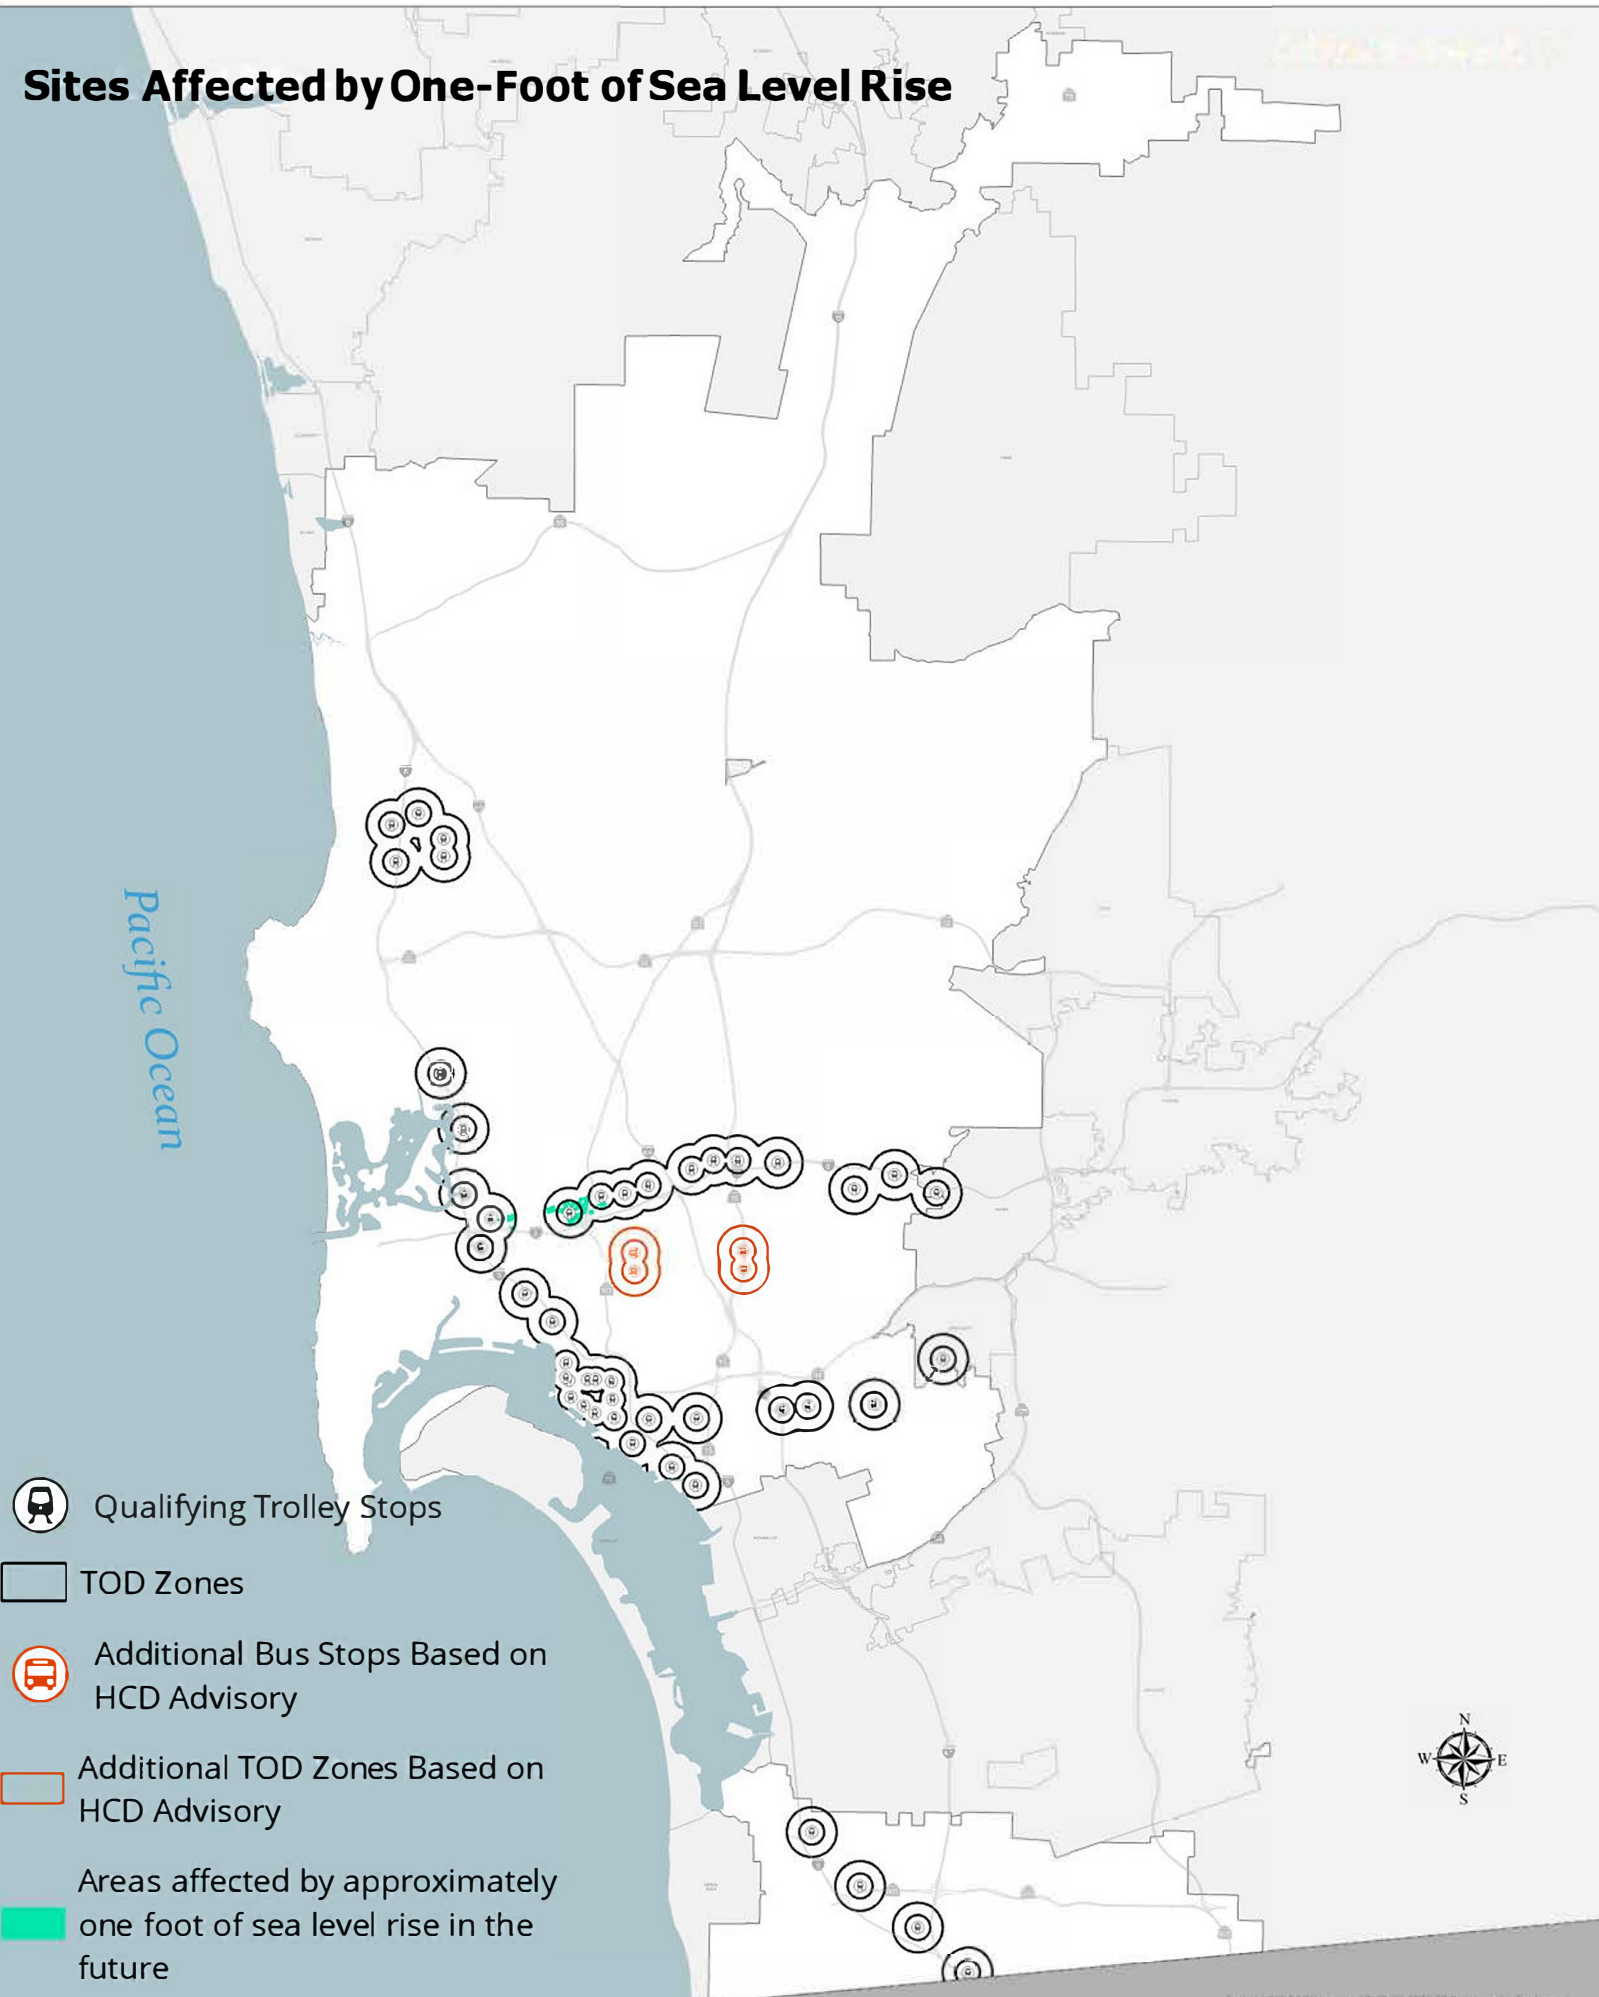 Sites Affected by One-Foot of Sea Level Rise
Pacific Ocean
Qualifying Trolley Stops
TOD Zones
Additional Bus Stops Based on
HCD Advisory
Additional TOD Zones Based on
HCD Advisory
Areas affected by approximately
one foot of sea level rise in the
future
N
W E
S